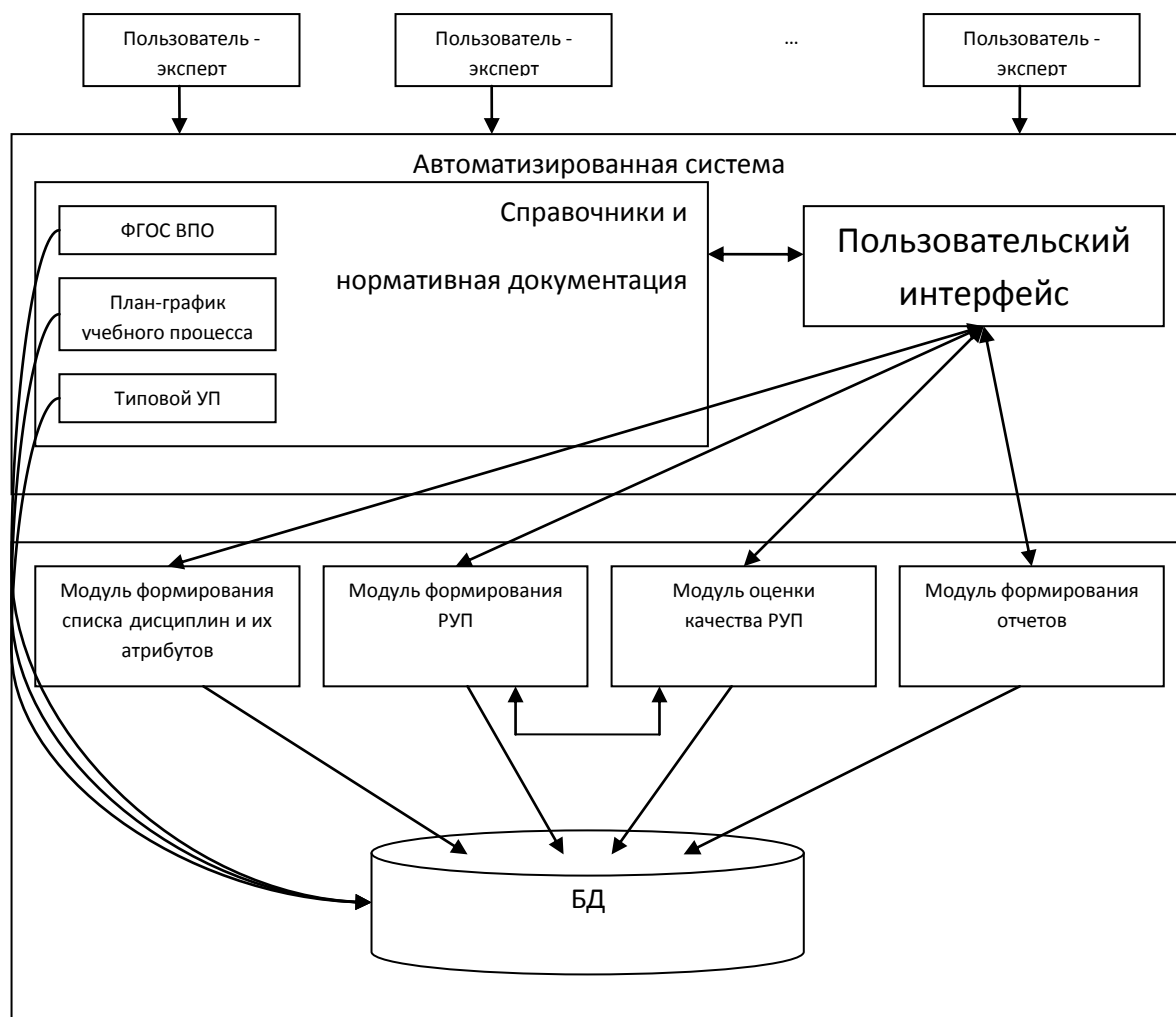 Пользователь -
эксперт
Пользователь -
эксперт
...
Пользователь -
эксперт
Автоматизированная система
Справочники и
нормативная документация
ФГОС ВПО
План-график
учебного процесса
Типовой УП
Пользовательский
интерфейс
Модуль формирования
списка дисциплин и их
атрибутов
Модуль формирования
РУП
Модуль оценки
качества РУП
Модуль формирования
отчетов
БД